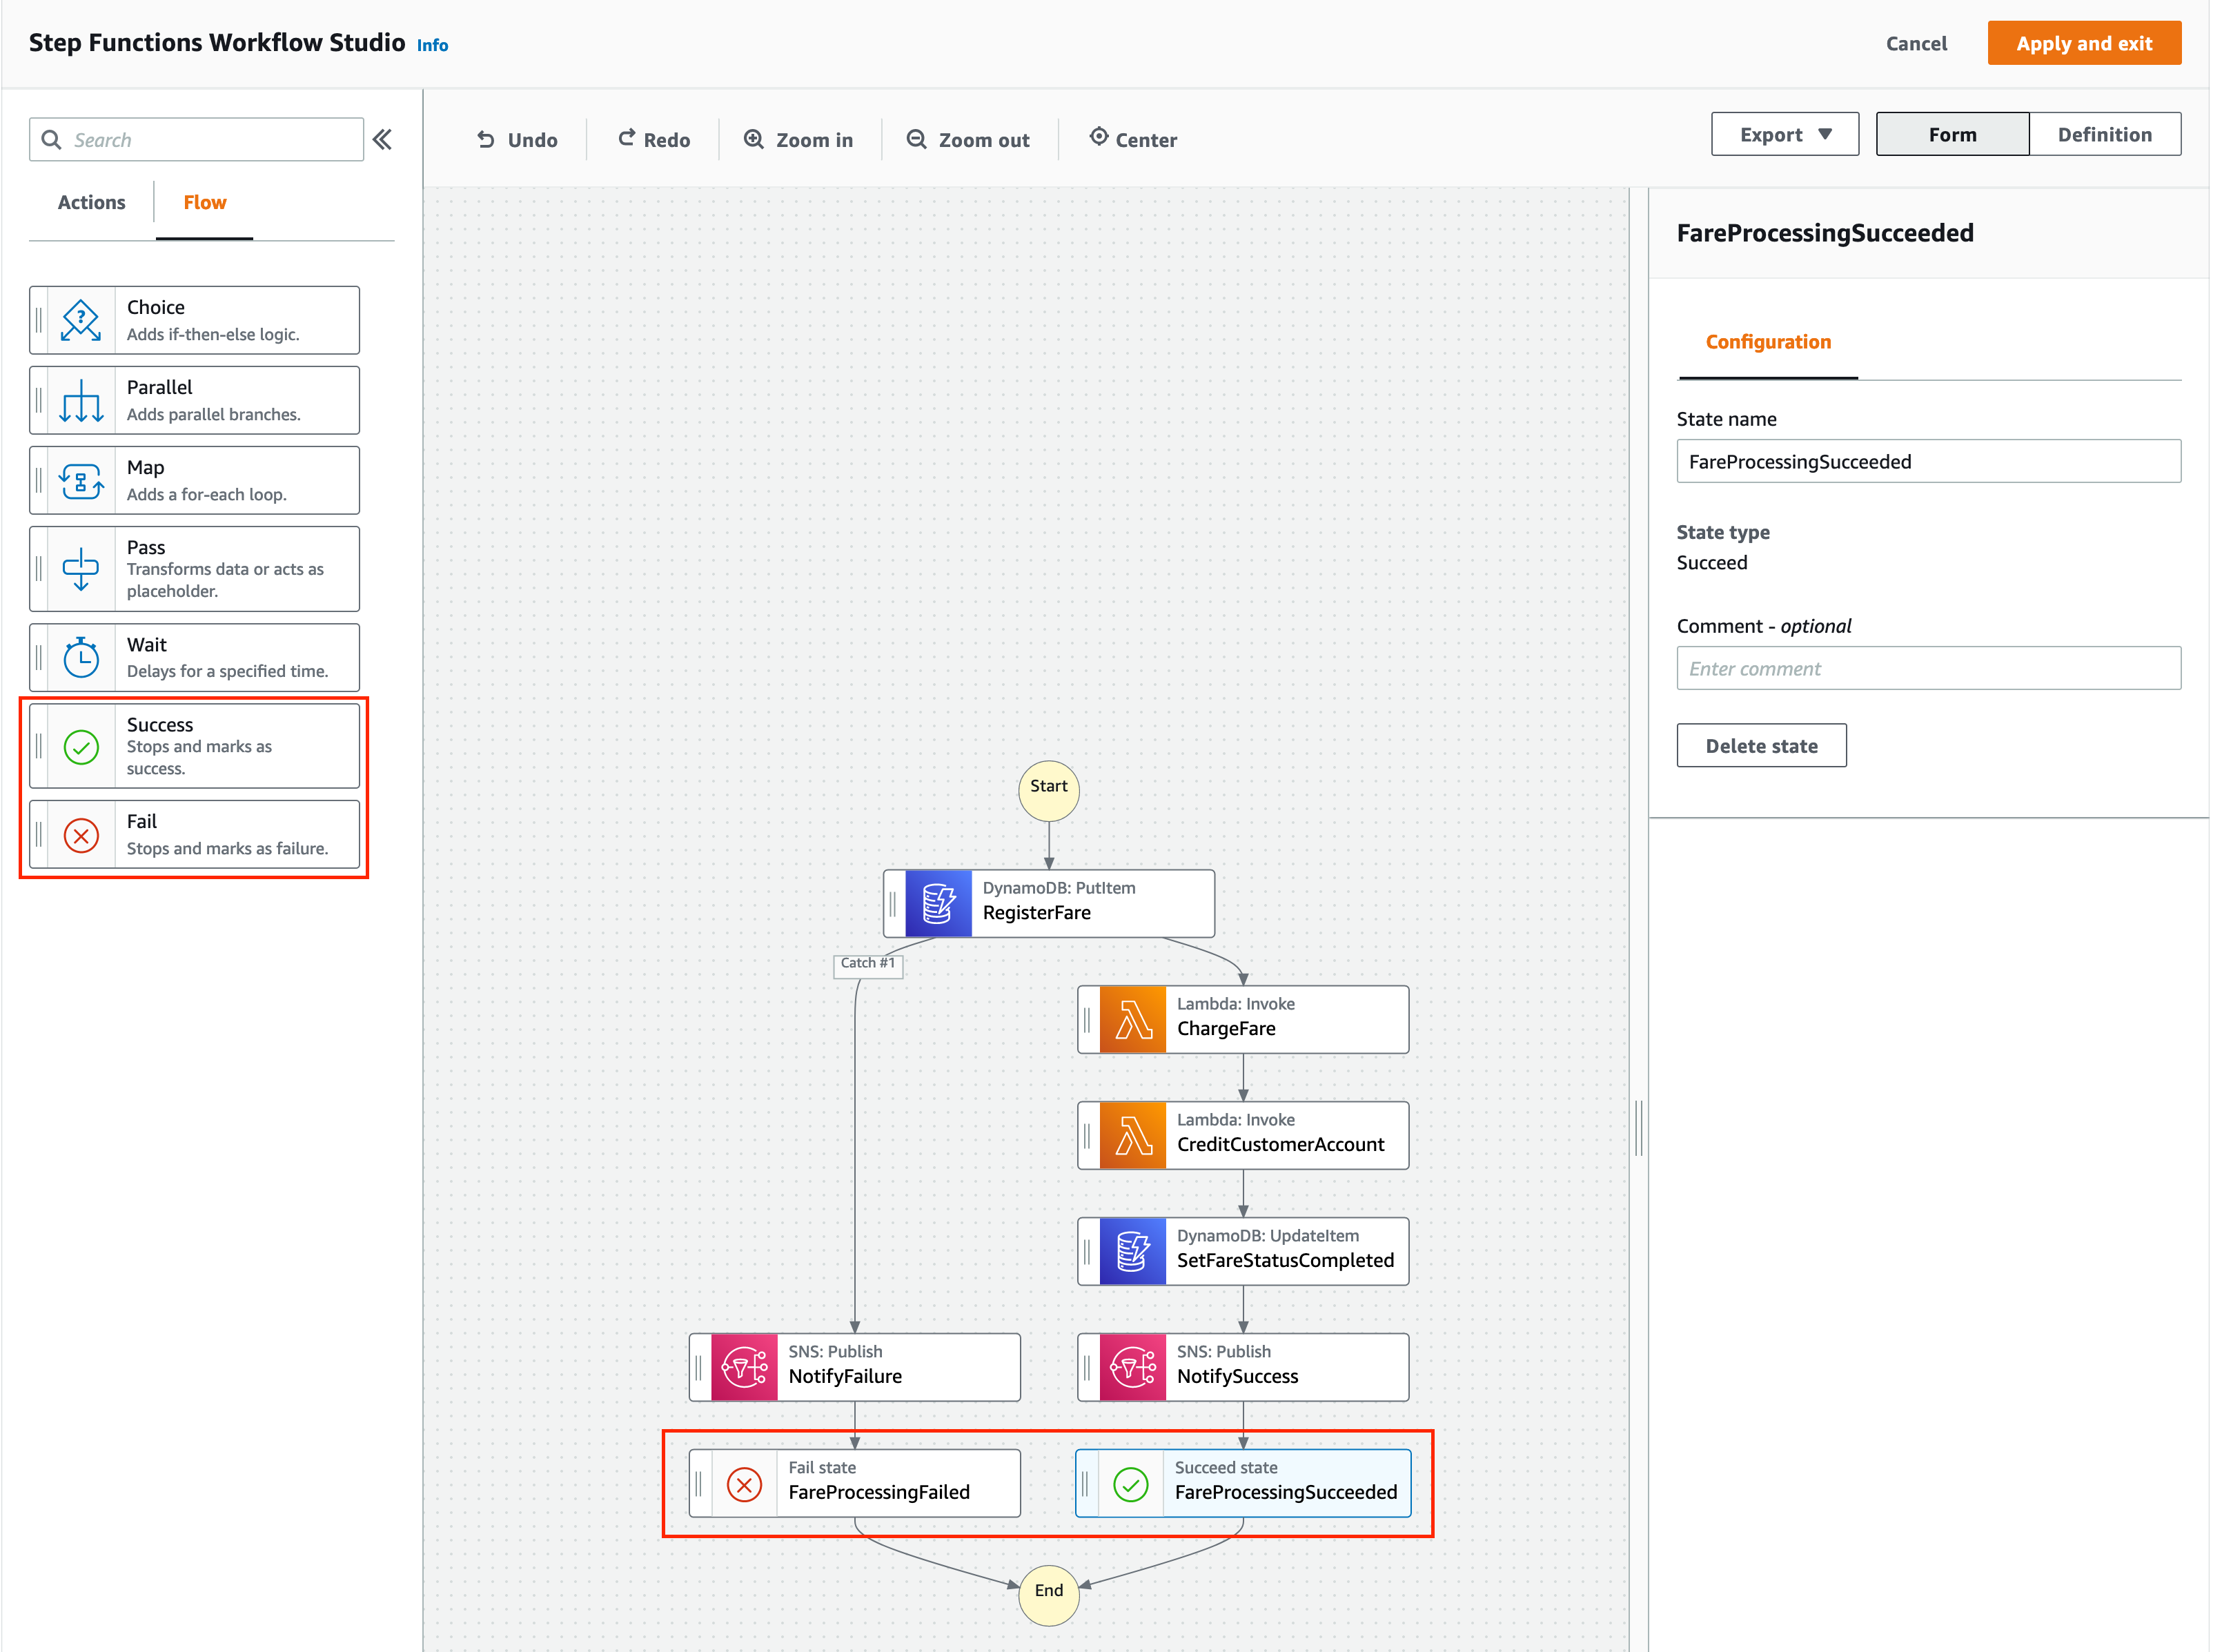 Step Functions Workflow Studio Info
Cancel
Apply and exit
Search
Undo
Redo
Zoom in
Zoom out
Center
Export
Form
Definition
Actions
Flow
Choice
Adds if-then-else logic.
Parallel
Adds parallel branches.
Map
Adds a for-each loop.
Pass
Transforms data or acts as
placeholder.
Wait
Delays for a specified time.
Success
Stops and marks as
success.
Fail
Stops and marks as failure.
Start
DynamoDB: PutItem
RegisterFare
Catch #1
Lambda: Invoke
ChargeFare
Lambda: Invoke
CreditCustomerAccount
DynamoDB: UpdateItem
SetFareStatusCompleted
SNS: Publish
NotifyFailure
SNS: Publish
NotifySuccess
Fail state
FareProcessingFailed
Succeed state
FareProcessingSucceeded
End
FareProcessingSucceeded
Configuration
State name
FareProcessingSucceeded
State type
Succeed
Comment - optional
Enter comment
Delete state